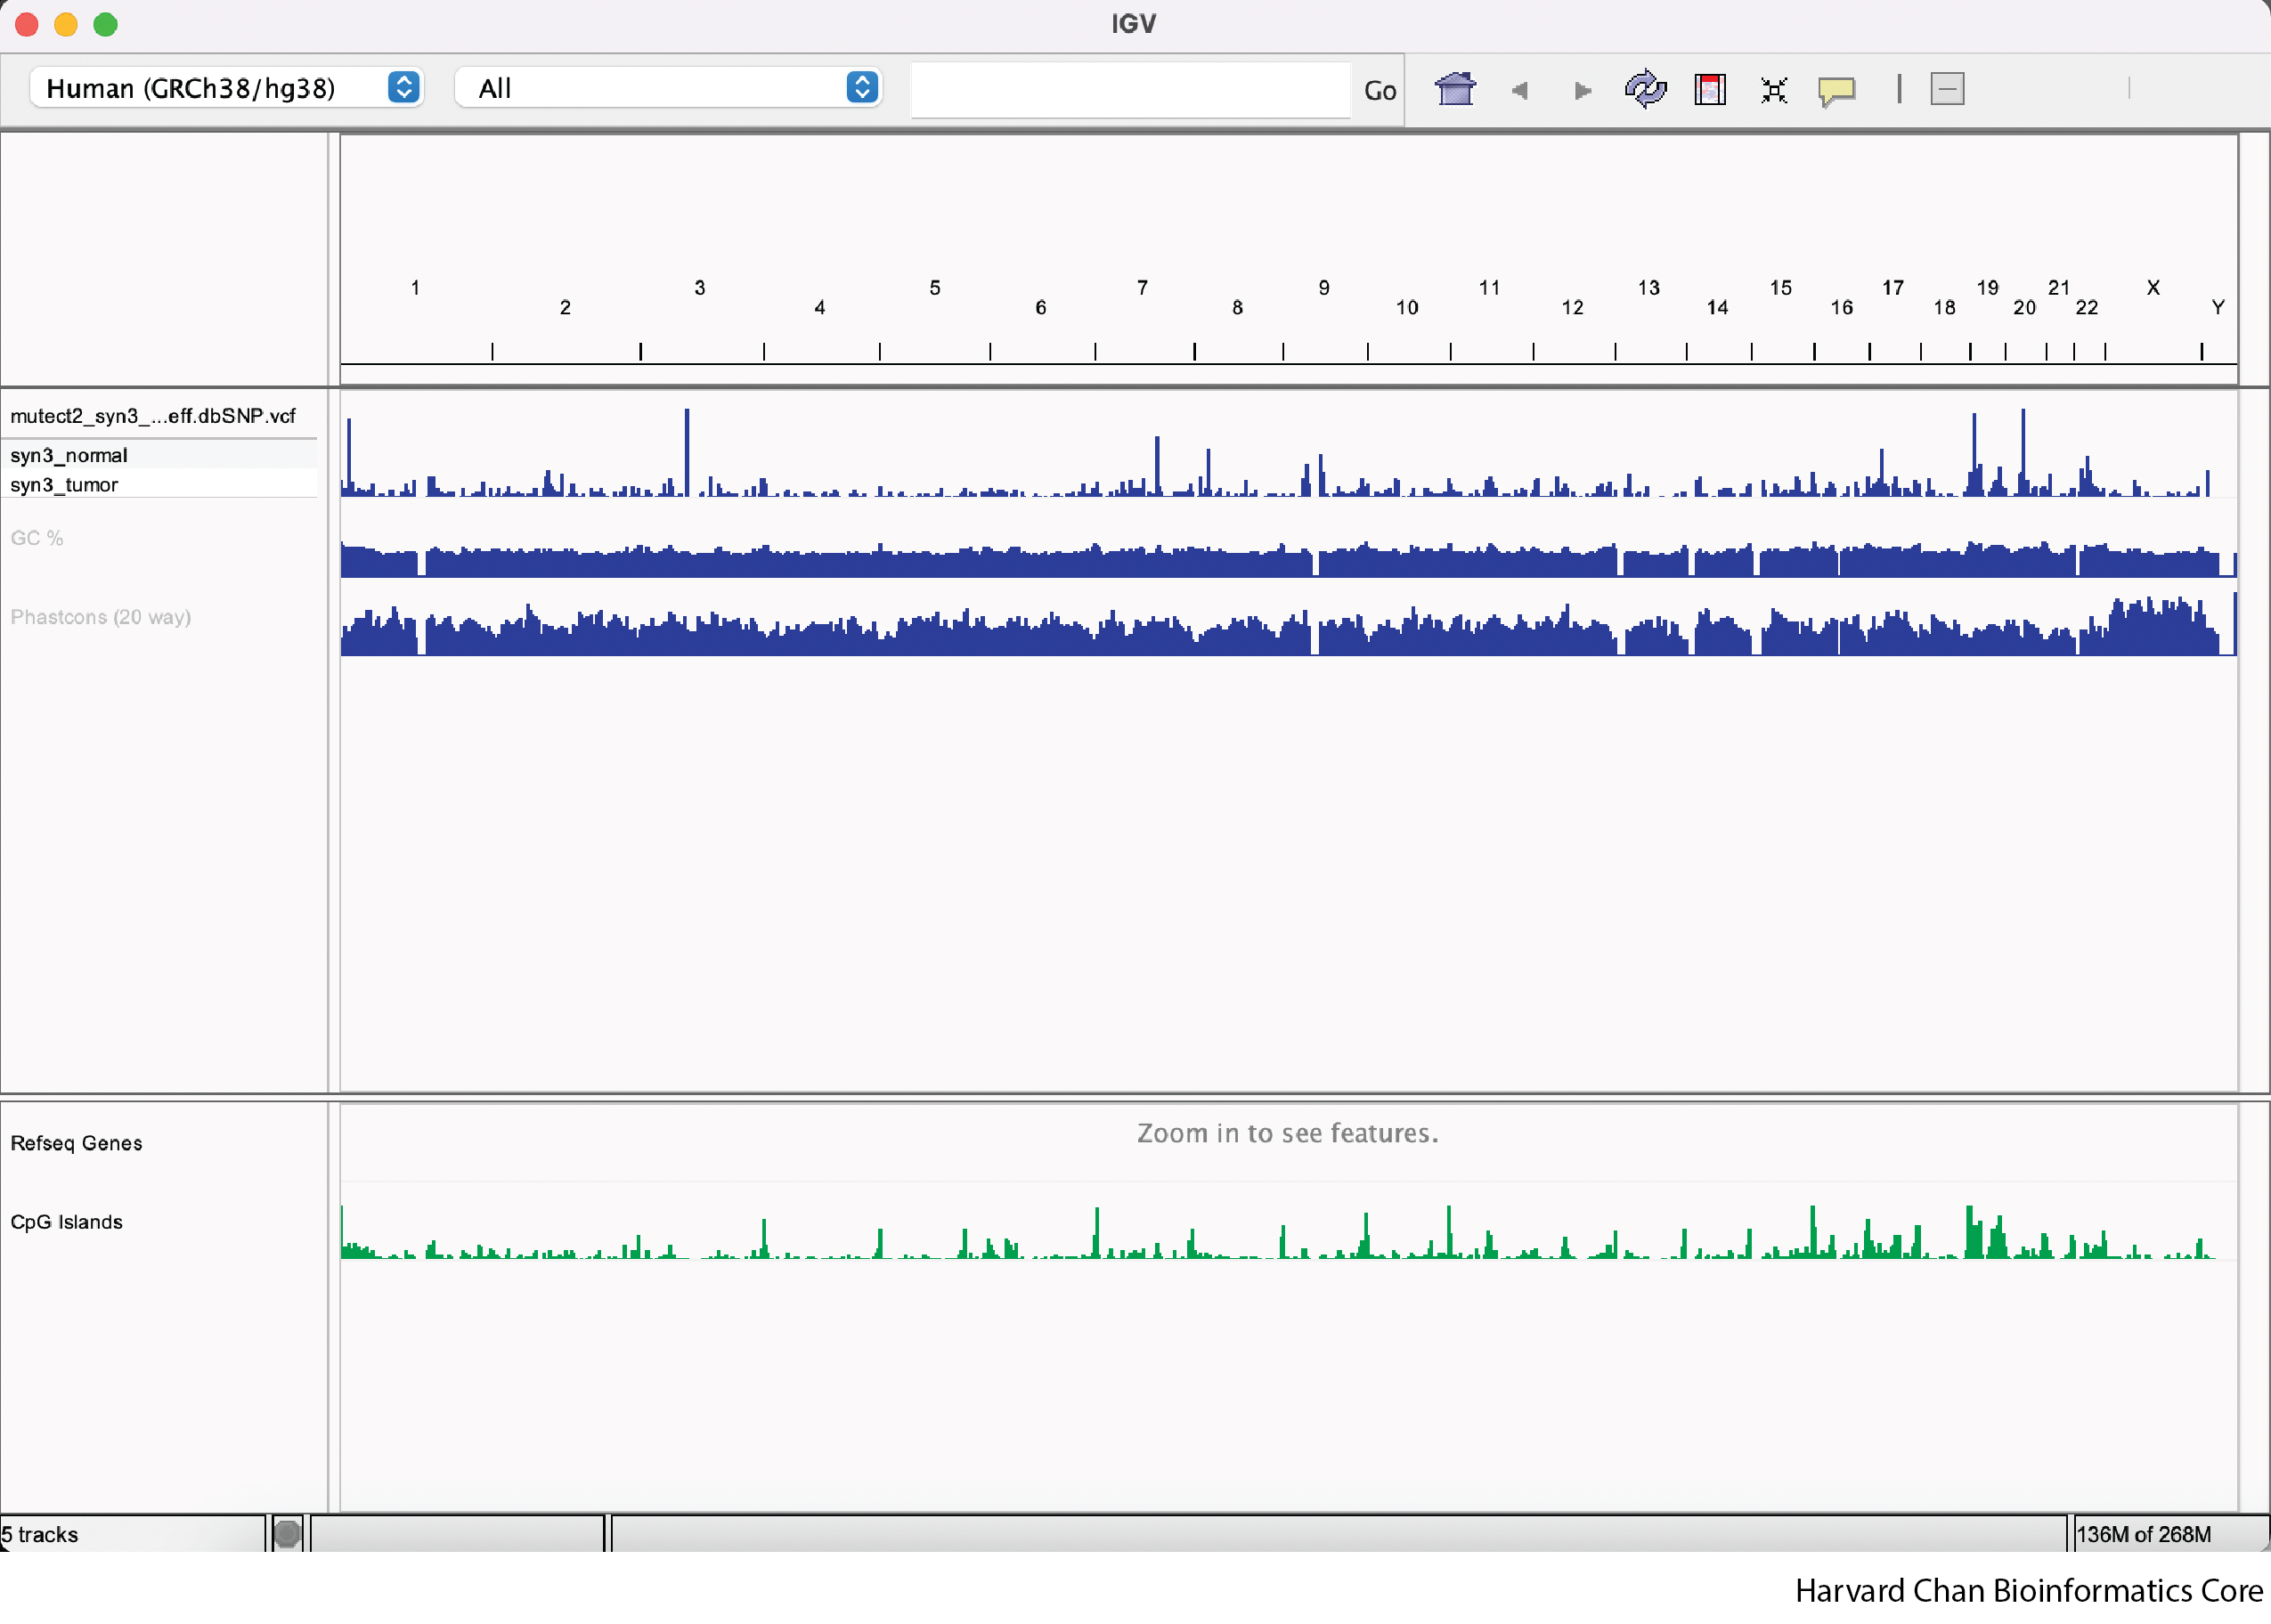 IGV
Human (GRCh38/hg38) All Go
1 3 5 7 9 11 13 15 17 19 21 X
2 4 6 8 10 12 14 16 18 20 22 Y
mutect2_syn3_...eff.dbSNP.vcf
syn3_normal
syn3_tumor
GC %
Phastcons (20 way)
Zoom in to see features.
Refseq Genes
CpG Islands
5 tracks 136M of 268M
Harvard Chan Bioinformatics Core